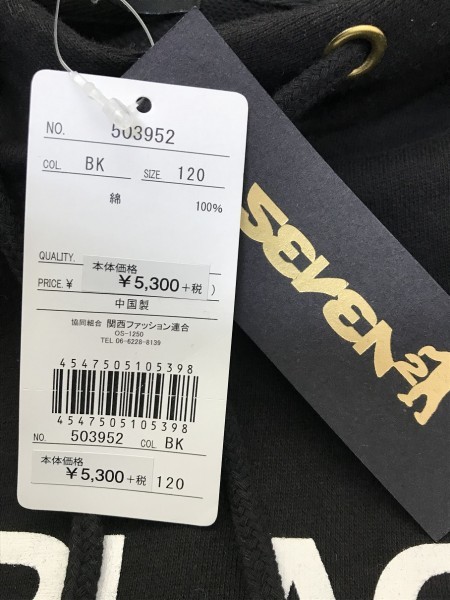 NO. 503952
COL BK SIZE 120
綿 100%
QUALITY.
本体価格
PRICE.¥ ¥5,300+税 )
中国製
協同組合 関西ファッション連合
OS-1250
TEL 06-6228-8139
4547505105398
4547505105398
NO. 503952 COL BK
本体価格
¥5,300+税 120
SEVEN2